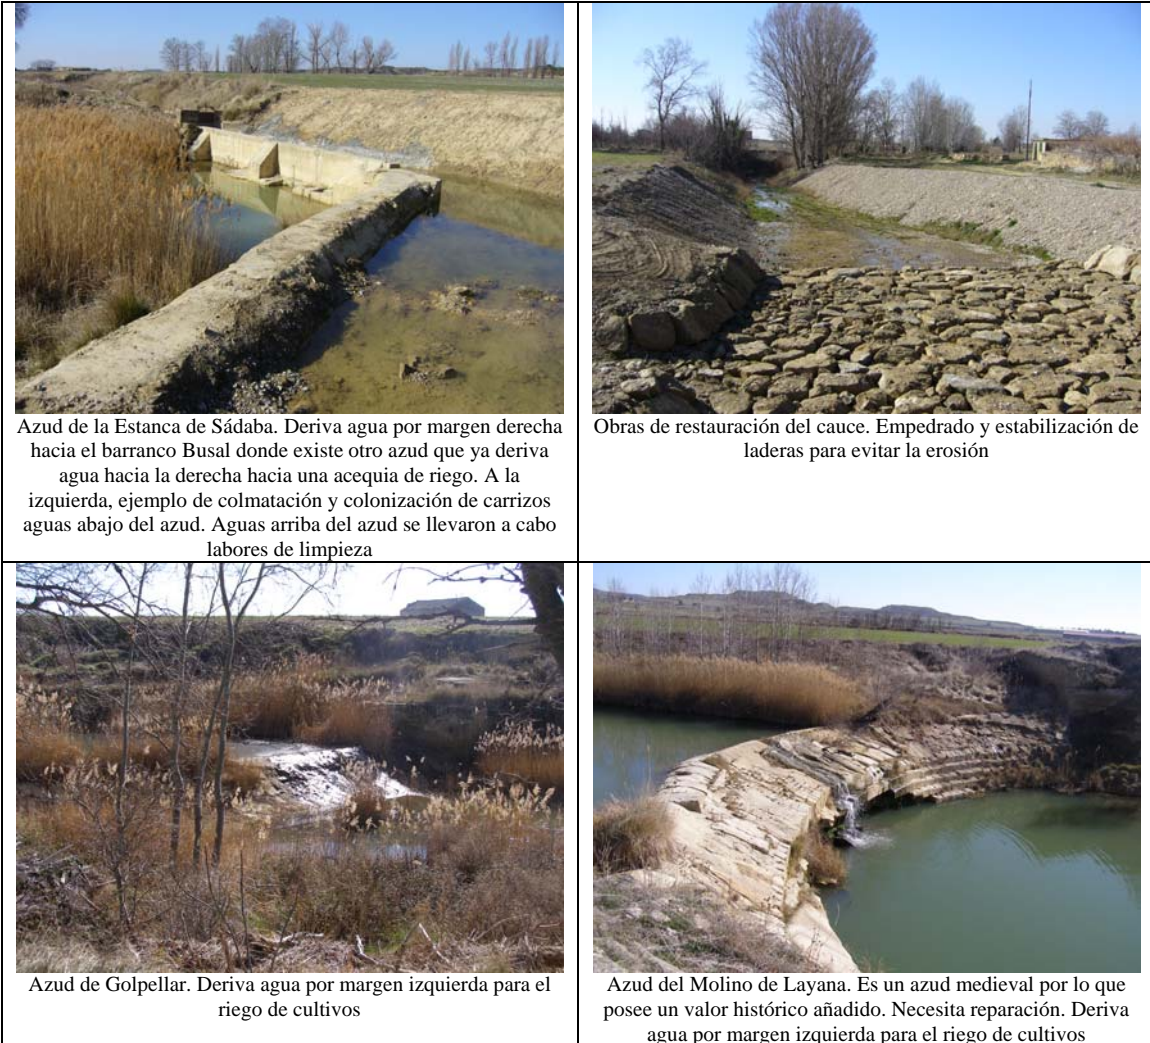 Azud de la Estanca de Sádaba. Deriva agua por margen derecha
hacia el barranco Busal donde existe otro azud que ya deriva
agua hacia la derecha hacia una acequia de riego. A la
izquierda, ejemplo de colmatación y colonización de carrizos
aguas abajo del azud. Aguas arriba del azud se llevaron a cabo
labores de limpieza
Obras de restauración del cauce. Empedrado y estabilización de
laderas para evitar la erosión
Azud de Golpellar. Deriva agua por margen izquierda para el
riego de cultivos
Azud del Molino de Layana. Es un azud medieval por lo que
posee un valor histórico añadido. Necesita reparación. Deriva
agua por margen izquierda para el riego de cultivos